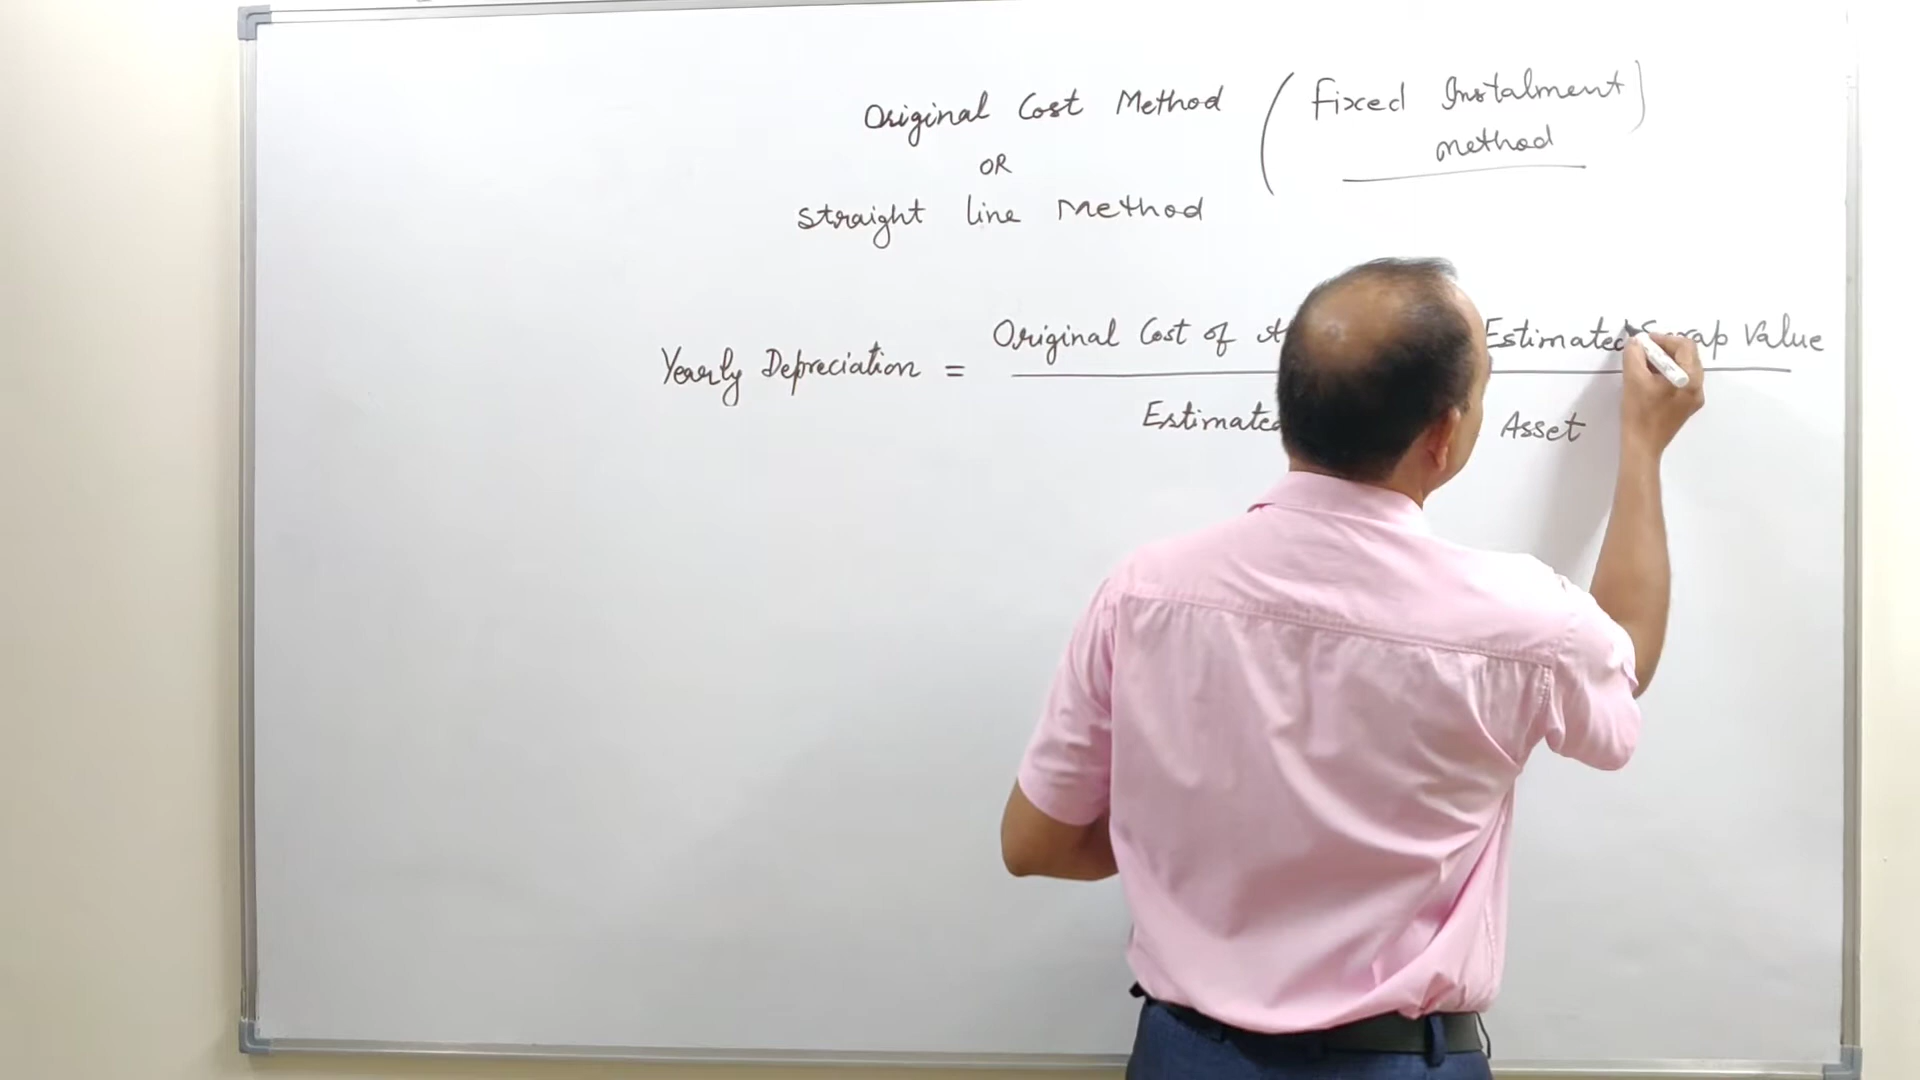 Original Cost Method (Fixed Instalment)
method
OR
Straight line Method
Yearly Depreciation = Original Cost of Estimated Scrap Value
Estimated Asset